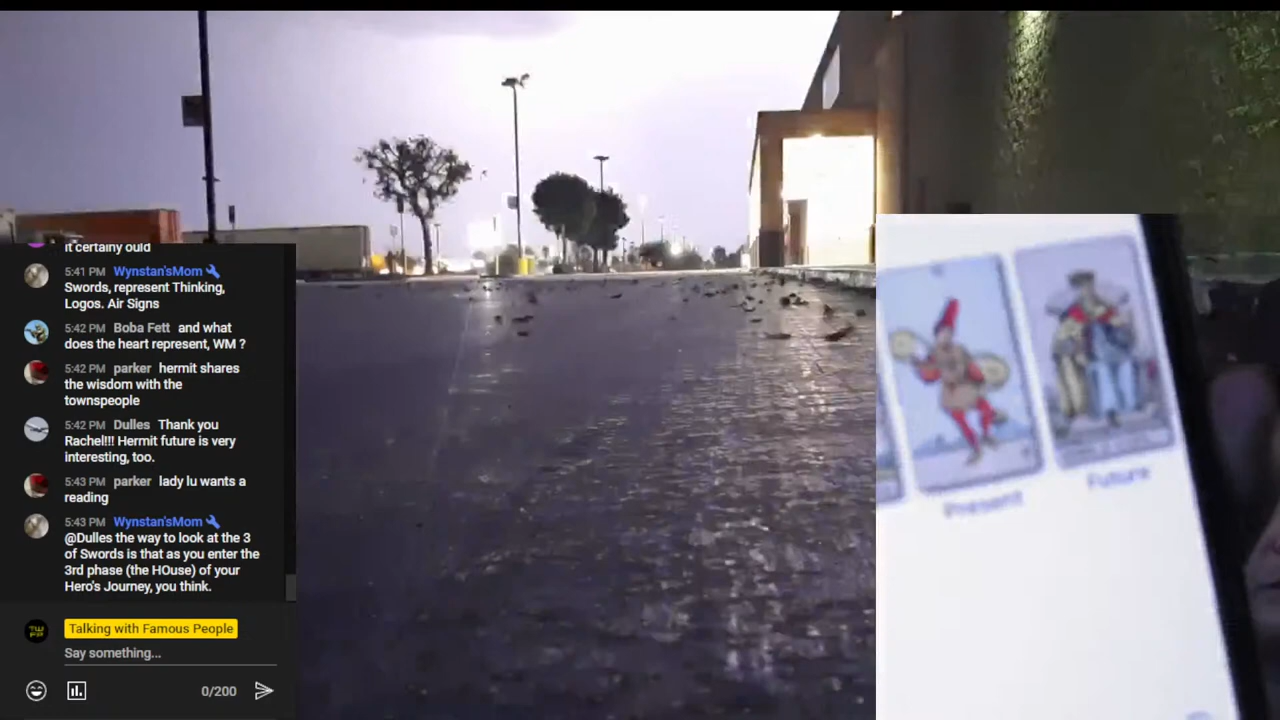 it certainy ould
5:41 PM Wynstan'sMom
Swords, represent Thinking,
Logos. Air Signs
5:42 PM Boba Fett and what
does the heart represent, WM ?
5:42 PM parker hermit shares
the wisdom with the
townspeople
5:42 PM Dulles Thank you
Rachel!!! Hermit future is very
interesting, too.
5:43 PM parker lady lu wants a
reading
5:43 PM Wynstan'sMom
@Dulles the way to look at the 3
of Swords is that as you enter the
3rd phase (the HOuse) of your
Hero's Journey, you think.
TW
FP
Talking with Famous People
Say something...
0/200
Present
Future